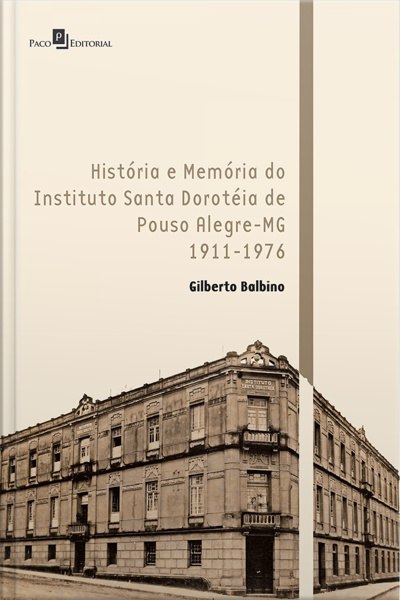 PACO EDITORIAL
História e Memória do
Instituto Santa Dorotéia de
Pouso Alegre-MG
1911-1976
Gilberto Balbino
INSTITUTO
SANTA DOROTHEA